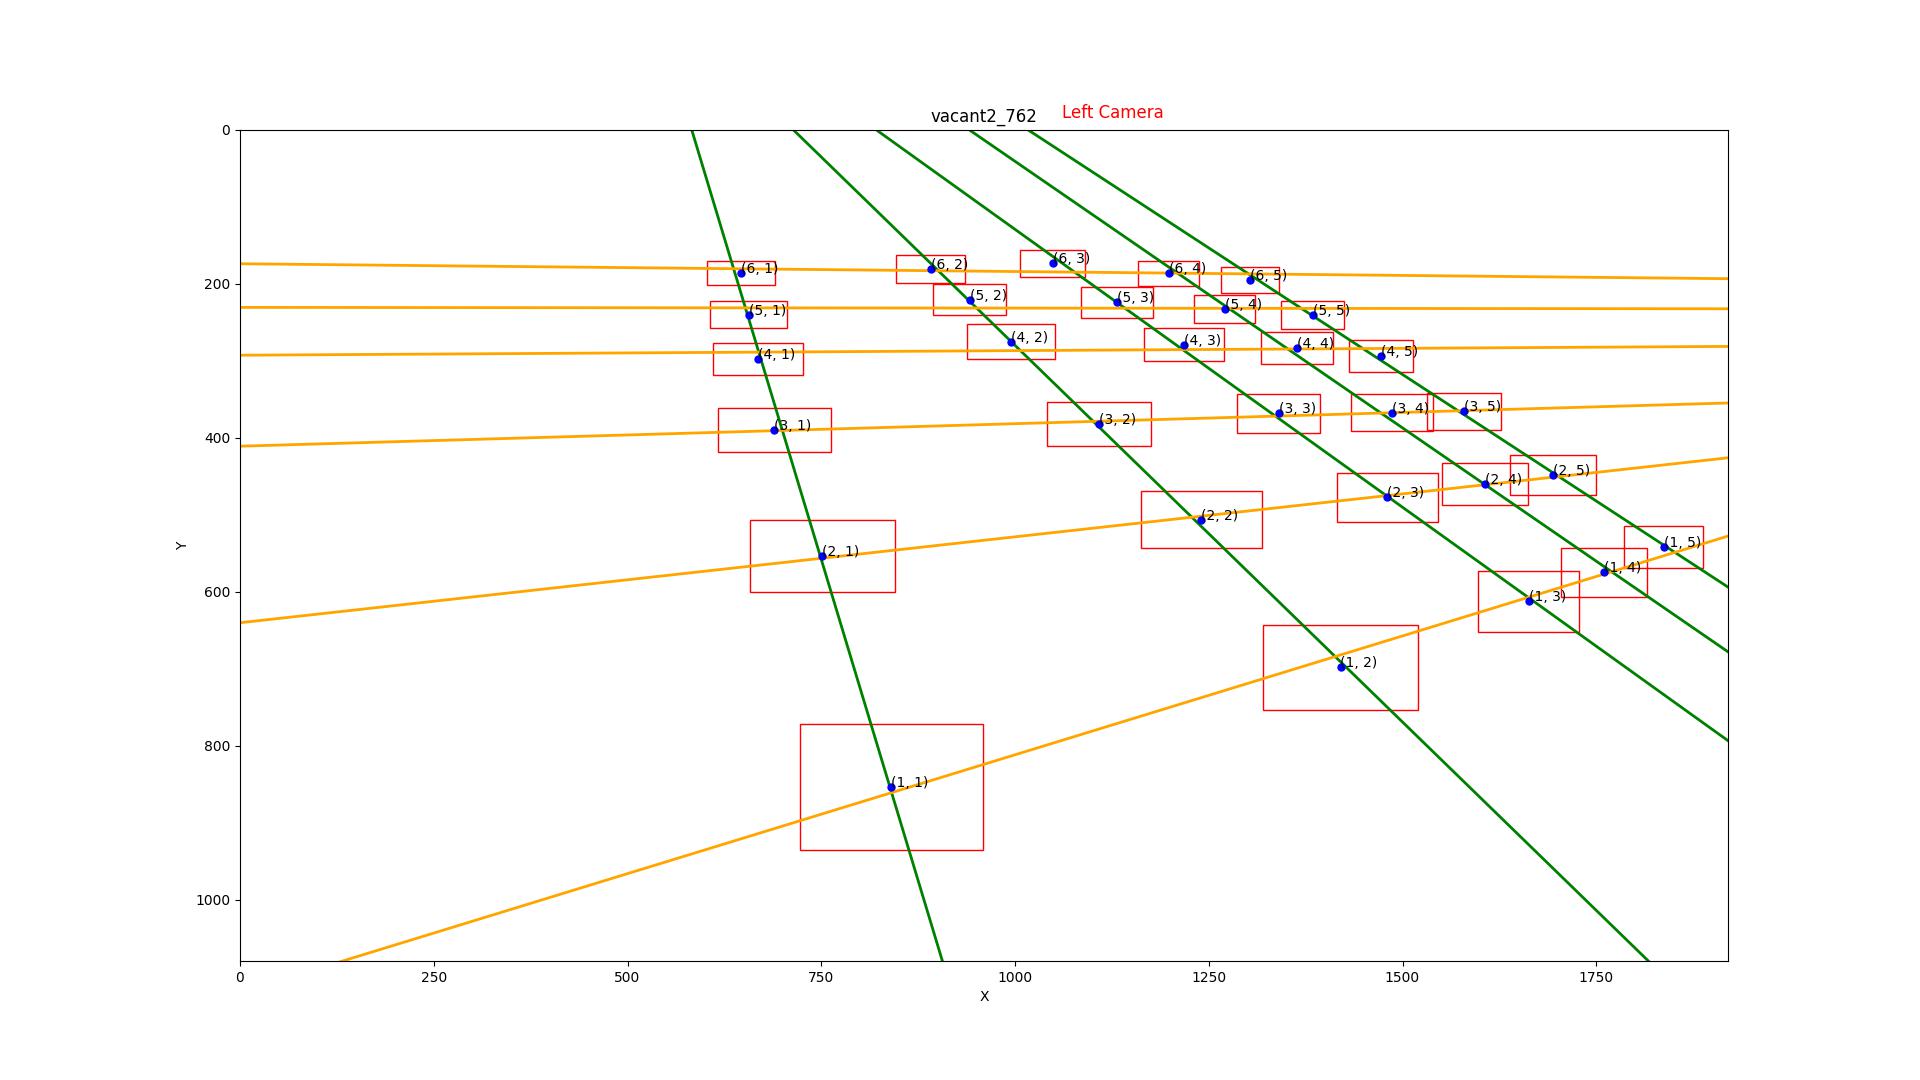 vacant2_762 Left Camera
0
200
400
600
800
1000
Y
(6, 1) (6, 2) (6, 3) (6, 4) (6, 5)
(5, 1) (5, 2) (5, 3) (5, 4) (5, 5)
(4, 1) (4, 2) (4, 3) (4, 4) (4, 5)
(3, 1) (3, 2) (3, 3) (3, 4) (3, 5)
(2, 1) (2, 2) (2, 3) (2, 4) (2, 5)
(1, 1) (1, 2) (1, 3) (1, 4) (1, 5)
0 250 500 750 1000 1250 1500 1750
X